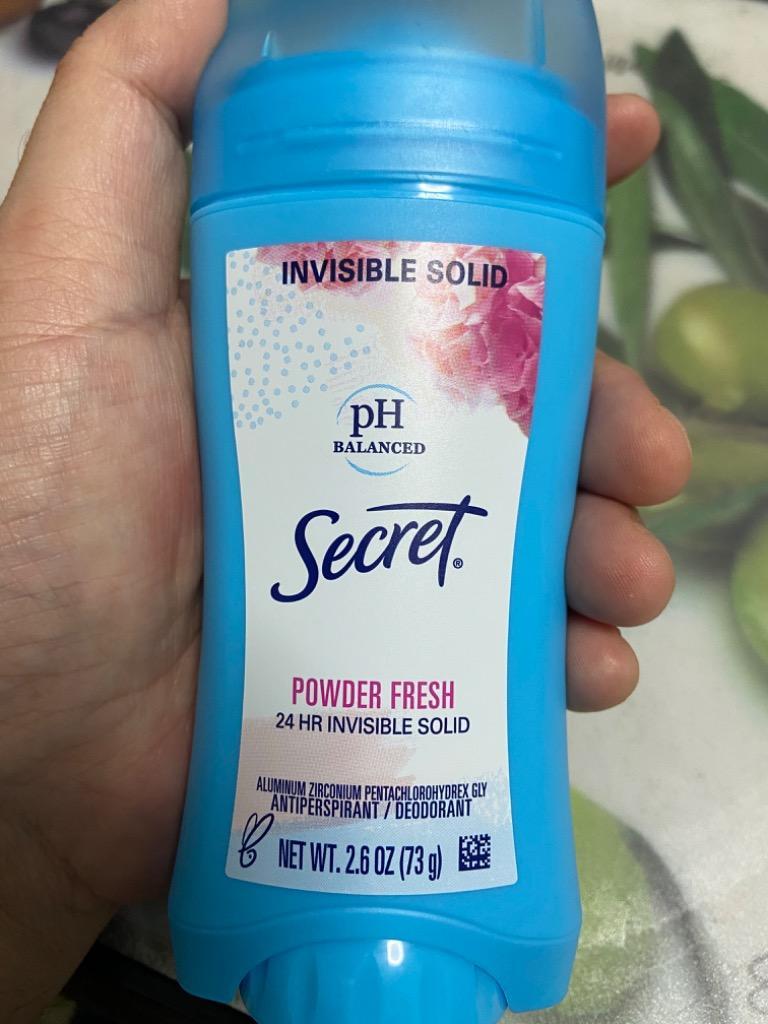 INVISIBLE SOLID
pH
BALANCED
Secret®
POWDER FRESH
24 HR INVISIBLE SOLID
ALUMINUM ZIRCONIUM PENTACHLOROHYDREX GLY
ANTIPERSPIRANT / DEODORANT
NET WT. 2.6 OZ (73 g)